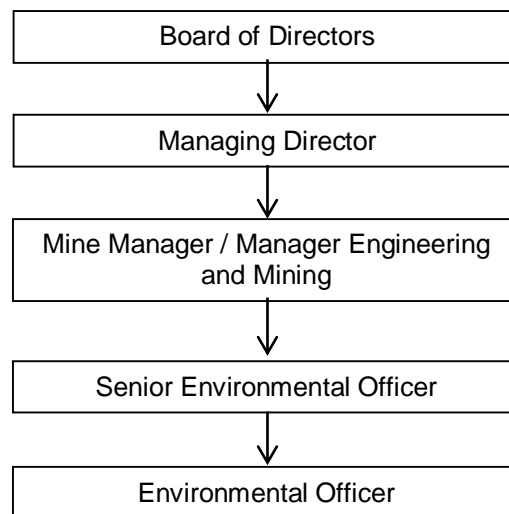 Board of Directors
Managing Director
Mine Manager / Manager Engineering
and Mining
Senior Environmental Officer
Environmental Officer